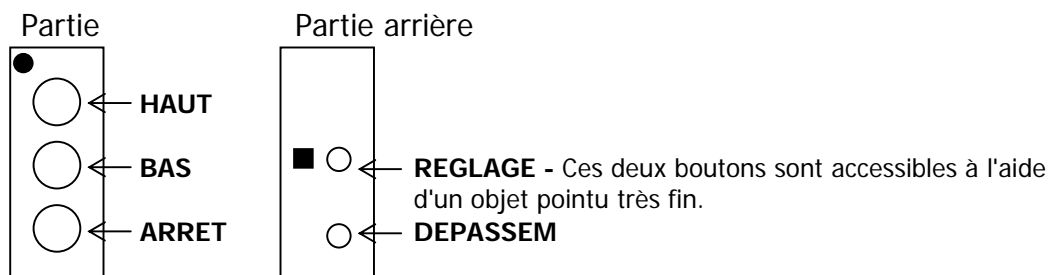 Partie
Partie arrière
HAUT
BAS
ARRET
REGLAGE - Ces deux boutons sont accessibles à l'aide
d'un objet pointu très fin.
DEPASSEM